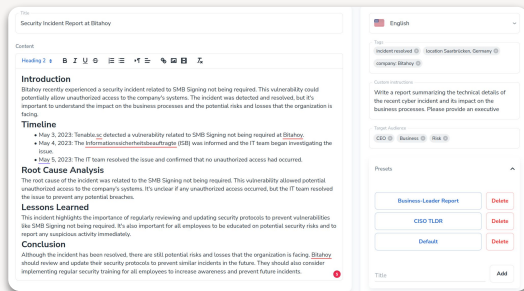 Title
Security Incident Report at Bitahoy
Content
Heading 2
B I U S
Introduction
Bitahoy recently experienced a security incident related to SMB Signing not being required. This vulnerability could
potentially allow unauthorized access to the company's systems. The incident was detected and resolved, but it's
important to understand the impact on the business processes and the potential risks and losses that the organization is
facing.
Timeline
• May 3, 2023: Tenable.sc detected a vulnerability related to SMB Signing not being required at Bitahoy.
• May 4, 2023: The Informationssicherheitsbeauftragte (ISB) was informed and the IT team began investigating the
issue.
• May 5, 2023: The IT team resolved the issue and confirmed that no unauthorized access had occurred.
Root Cause Analysis
The root cause of the incident was related to the SMB Signing not being required. This vulnerability allowed potential
unauthorized access to the company's systems. It's unclear if any unauthorized access occurred, but the IT team resolved
the issue to prevent any potential breaches.
Lessons Learned
This incident highlights the importance of regularly reviewing and updating security protocols to prevent vulnerabilities
like SMB Signing not being required. It's also important for all employees to be educated on potential security risks and to
report any suspicious activity immediately.
Conclusion
Although the incident has been resolved, there are still potential risks and losses that the organization is facing. Bitahoy
should review and update their security protocols to prevent similar incidents in the future. They should also consider
implementing regular security training for all employees to increase awareness and prevent future incidents.
English
Tags
incident resolved
location Saarbrücken, Germany
company: Bitahoy
Custom Instructions
Write a report summarizing the technical details of
the recent cyber incident and its impact on the
business processes. Please provide an executive
Target Audience
CEO
Business
Risk
Presets
Business-Leader Report
Delete
CISO TLDR
Delete
Default
Delete
Title
Add